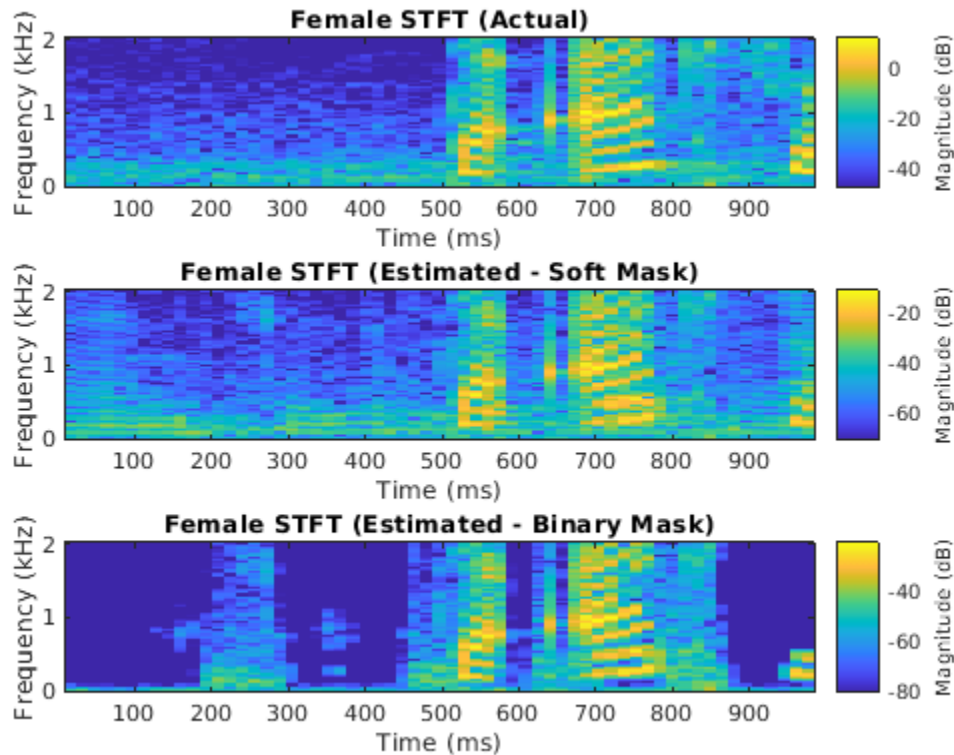 Female STFT (Actual)
Frequency (kHz)
2
1
0
100 200 300 400 500 600 700 800 900
Time (ms)
0
-20
-40
Magnitude (dB)
Female STFT (Estimated - Soft Mask)
Frequency (kHz)
2
1
0
100 200 300 400 500 600 700 800 900
Time (ms)
-20
-40
-60
Magnitude (dB)
Female STFT (Estimated - Binary Mask)
Frequency (kHz)
2
1
0
100 200 300 400 500 600 700 800 900
Time (ms)
-40
-60
-80
Magnitude (dB)